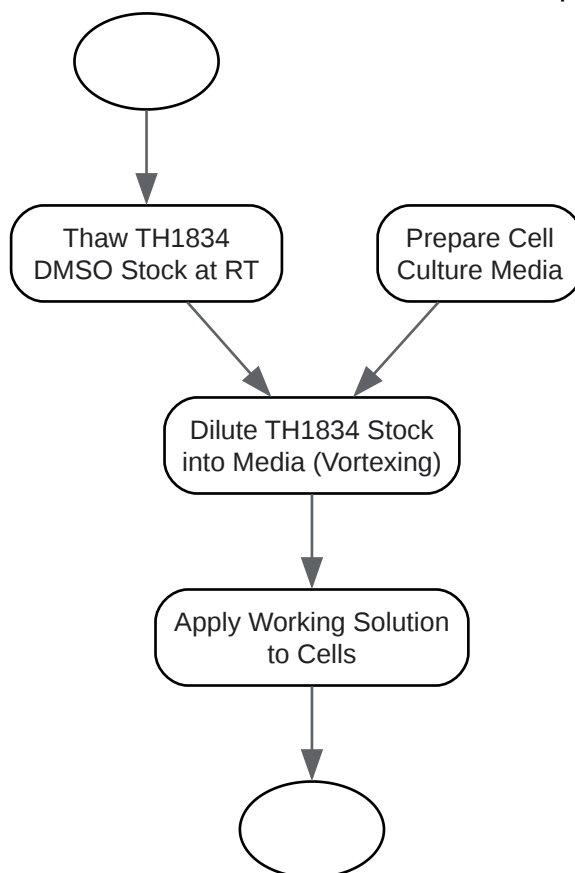 Thaw TH1834
DMSO Stock at RT
Prepare Cell
Culture Media
Dilute TH1834 Stock
into Media (Vortexing)
Apply Working Solution
to Cells